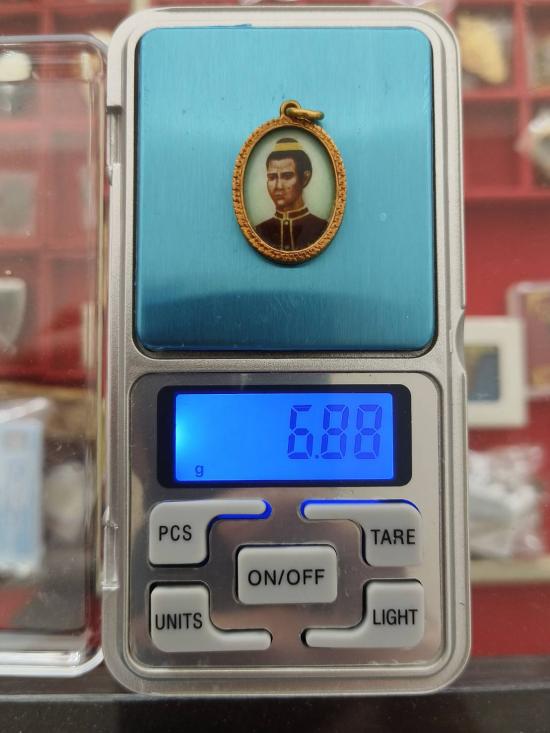 6.88
g
PCS
TARE
ON/OFF
UNITS
LIGHT